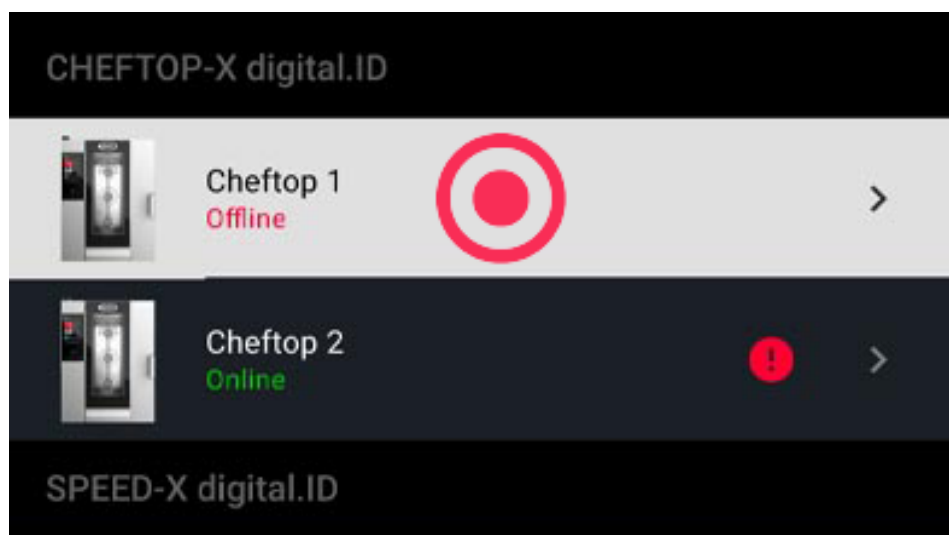 CHEFTOP-X digital.ID
Cheftop 1
Offline
Cheftop 2
Online
!
SPEED-X digital.ID